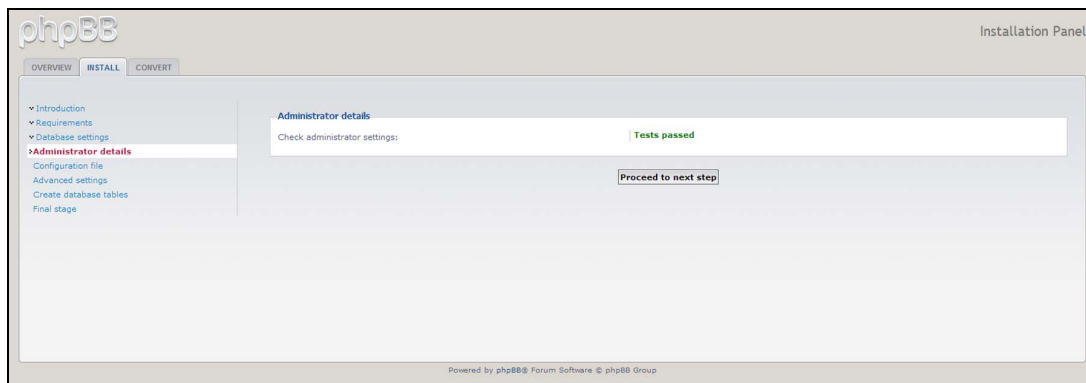 phpBB
Installation Panel
OVERVIEW INSTALL CONVERT
Introduction
Requirements
Database settings
Administrator details
Configuration file
Advanced settings
Create database tables
Final stage
Administrator details
Check administrator settings: Tests passed
Proceed to next step
Powered by phpBB® Forum Software © phpBB Group